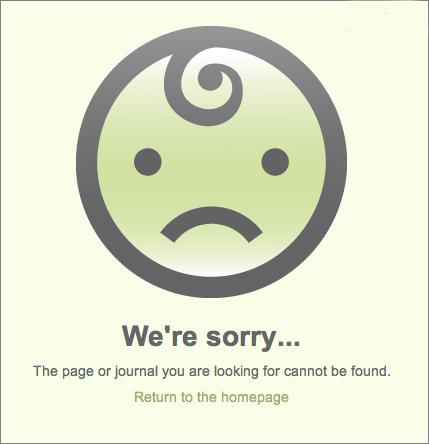 We're sorry...
The page or journal you are looking for cannot be found.
Return to the homepage